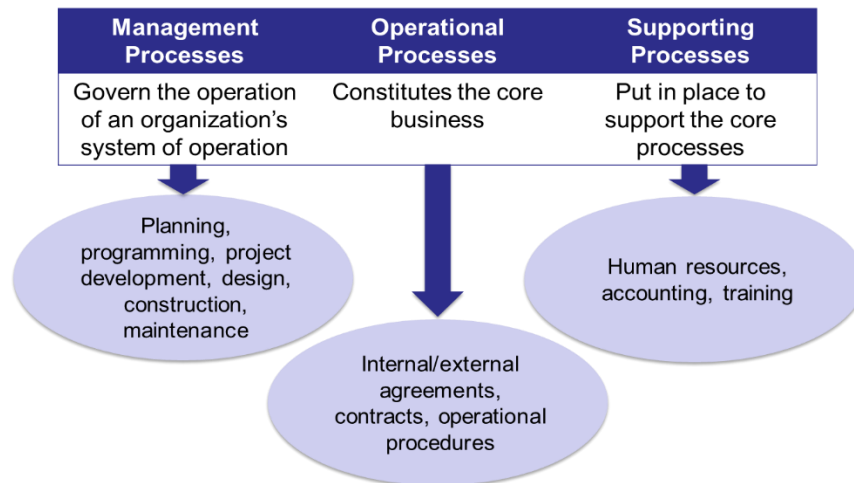 Management
Processes
Operational
Processes
Supporting
Processes
Govern the operation
of an organization's
system of operation
Constitutes the core
business
Put in place to
support the core
processes
Planning,
programming, project
development, design,
construction,
maintenance
Internal/external
agreements,
contracts, operational
procedures
Human resources,
accounting, training